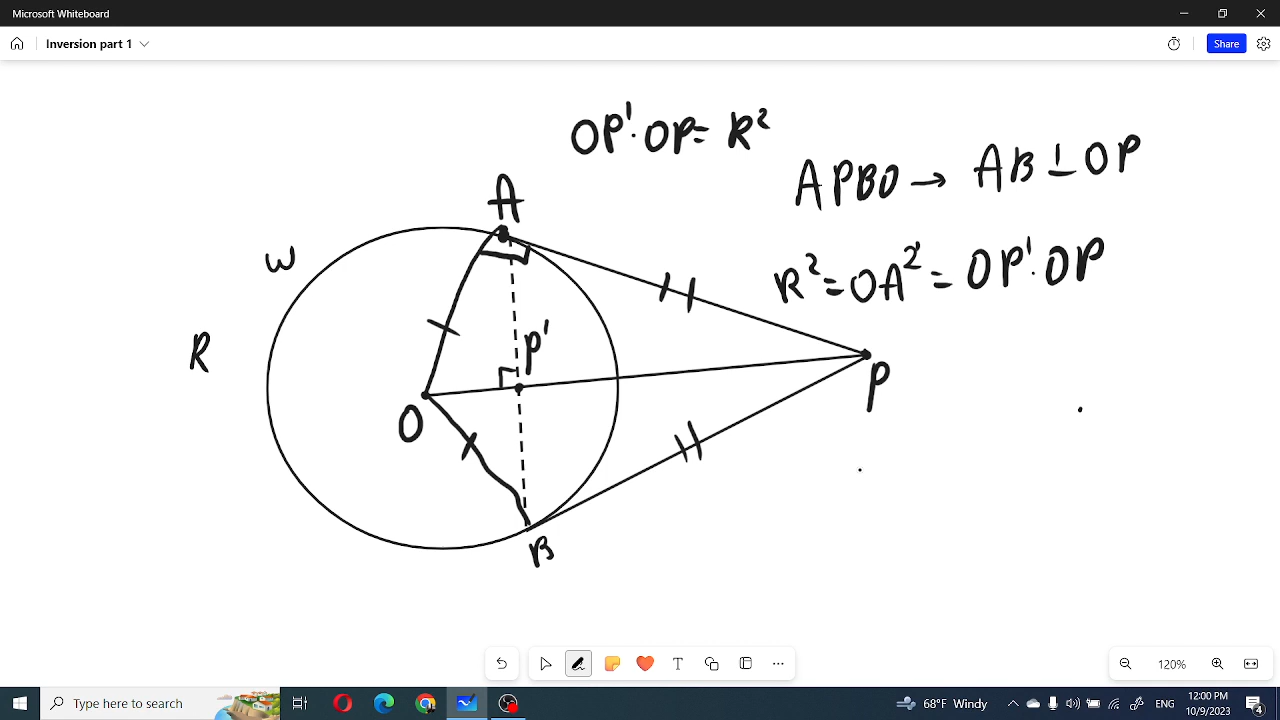 Microsoft Whiteboard
Inversion part 1
Share
OP'·OP= R²
APBO → AB ⊥ OP
R²=OA²=OP'·OP
A
ω
R
P'
P
O
B
T
120%
Type here to search
68°F Windy
ENG
12:00 PM
10/9/2023